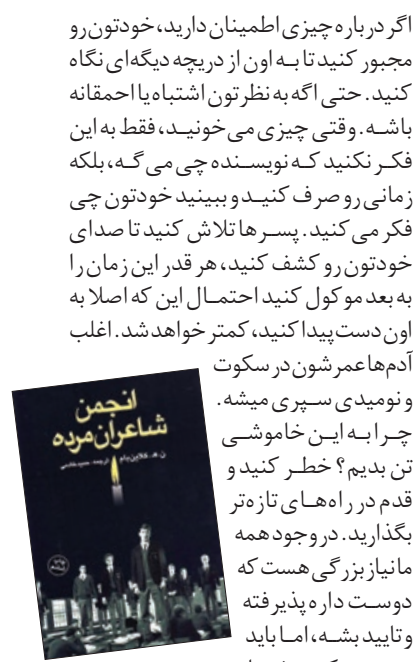 اگر درباره چیزی اطمینان دارید، خودتون رو
مجبور کنید تا به اون از دریچه دیگه‌ای نگاه
کنید. حتی اگه به نظرتون اشتباه یا احمقانه
باشه. وقتی چیزی می‌خونید، فقط به این
فکر نکنید که نویسنده چی می‌گه، بلکه
زمانی رو صرف کنید و ببینید خودتون چی
فکر می‌کنید. پسرها تلاش کنید تا صدای
خودتون رو کشف کنید، هر قدر این زمان را
به بعد موکول کنید احتمال این که اصلا به
اون دست پیدا کنید، کمتر خواهد شد. اغلب
آدم‌ها عمرشون در سکوت
و نومیدی سپری میشه.
چرا به این خاموشی
تن بدیم؟ خطر کنید و
قدم در راه‌های تازه‌تر
بگذارید. در وجود همه
ما نیاز بزرگی هست که
دوست داره پذیرفته
و تایید بشه، اما باید
انجمن
شاعران مرده
ن. ه. کلاین‌بام
ترجمه: حمید خادمی